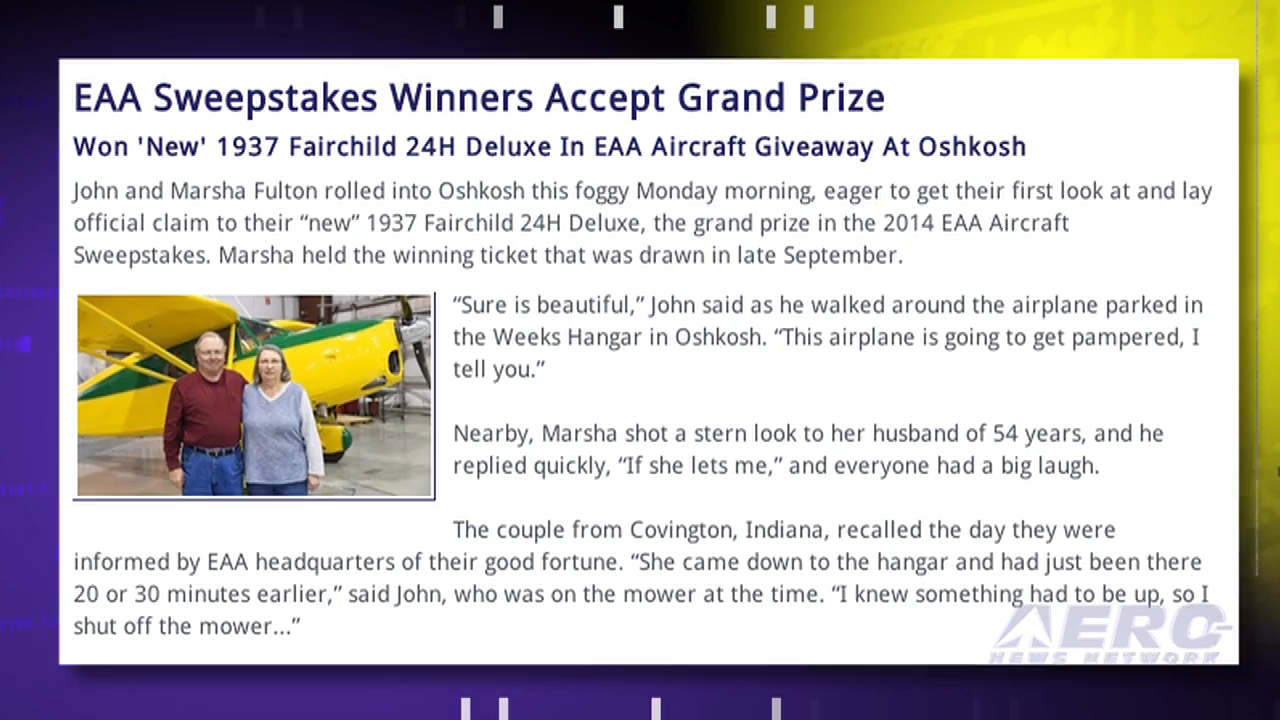 EAA Sweepstakes Winners Accept Grand Prize
Won 'New' 1937 Fairchild 24H Deluxe In EAA Aircraft Giveaway At Oshkosh
John and Marsha Fulton rolled into Oshkosh this foggy Monday morning, eager to get their first look at and lay
official claim to their “new” 1937 Fairchild 24H Deluxe, the grand prize in the 2014 EAA Aircraft
Sweepstakes. Marsha held the winning ticket that was drawn in late September.
“Sure is beautiful,” John said as he walked around the airplane parked in
the Weeks Hangar in Oshkosh. “This airplane is going to get pampered, I
tell you.”
Nearby, Marsha shot a stern look to her husband of 54 years, and he
replied quickly, “If she lets me,” and everyone had a big laugh.
The couple from Covington, Indiana, recalled the day they were
informed by EAA headquarters of their good fortune. “She came down to the hangar and had just been there
20 or 30 minutes earlier,” said John, who was on the mower at the time. “I knew something had to be up, so I
shut off the mower...”
AERO
NEWS NETWORK